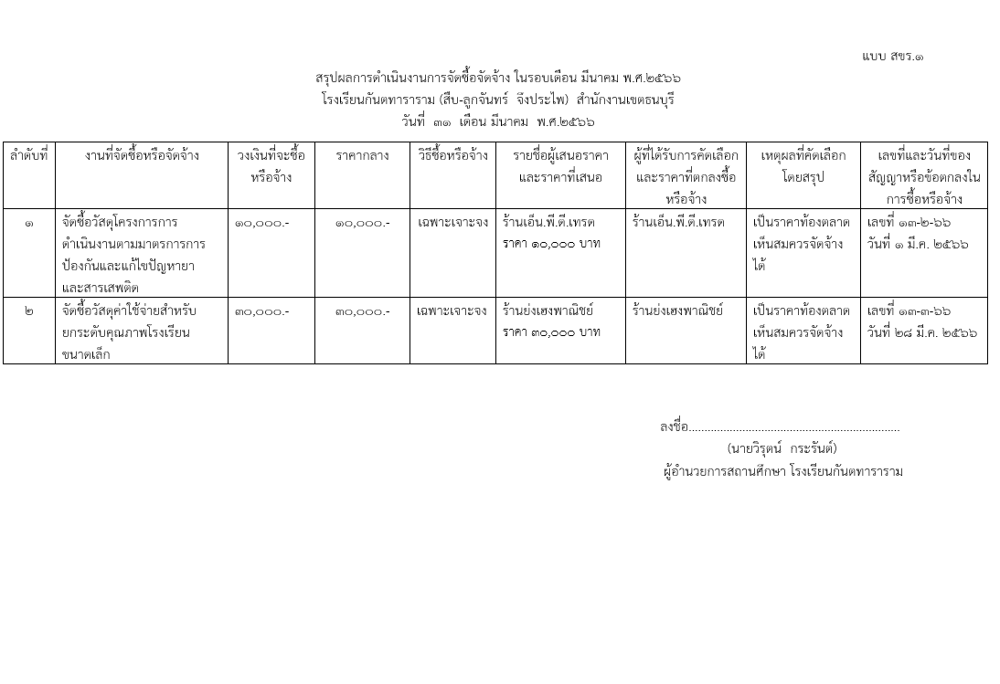 แบบ สขร.๑
สรุปผลการดำเนินงานการจัดซื้อจัดจ้าง ในรอบเดือน มีนาคม พ.ศ.๒๕๖๖
โรงเรียนกันตทาราราม (สืบ-ลูกจันทร์ จึงประไพ) สำนักงานเขตธนบุรี
วันที่ ๓๑ เดือน มีนาคม พ.ศ.๒๕๖๖
ลำดับที่
งานที่จัดซื้อหรือจัดจ้าง
วงเงินที่จะซื้อ
หรือจ้าง
ราคากลาง
วิธีซื้อหรือจ้าง
รายชื่อผู้เสนอราคา
และราคาที่เสนอ
ผู้ที่ได้รับการคัดเลือก
และราคาที่ตกลงซื้อ
หรือจ้าง
เหตุผลที่คัดเลือก
โดยสรุป
เลขที่และวันที่ของ
สัญญาหรือข้อตกลงใน
การซื้อหรือจ้าง
๑
จัดซื้อวัสดุโครงการการ
ดำเนินงานตามมาตรการการ
ป้องกันและแก้ไขปัญหายา
และสารเสพติด
๑๐,๐๐๐.-
๑๐,๐๐๐.-
เฉพาะเจาะจง
ร้านเอ็น.พี.ดี.เทรด
ราคา ๑๐,๐๐๐ บาท
ร้านเอ็น.พี.ดี.เทรด
เป็นราคาท้องตลาด
เห็นสมควรจัดจ้าง
ได้
เลขที่ ๑๓-๒-๖๖
วันที่ ๑ มี.ค. ๒๕๖๖
๒
จัดซื้อวัสดุค่าใช้จ่ายสำหรับ
ยกระดับคุณภาพโรงเรียน
ขนาดเล็ก
๓๐,๐๐๐.-
๓๐,๐๐๐.-
เฉพาะเจาะจง
ร้านย่งเฮงพาณิชย์
ราคา ๓๐,๐๐๐ บาท
ร้านย่งเฮงพาณิชย์
เป็นราคาท้องตลาด
เห็นสมควรจัดจ้าง
ได้
เลขที่ ๑๓-๓-๖๖
วันที่ ๒๘ มี.ค. ๒๕๖๖
ลงชื่อ...................................................................
(นายวิรุตน์ กระรันต์)
ผู้อำนวยการสถานศึกษา โรงเรียนกันตทาราราม